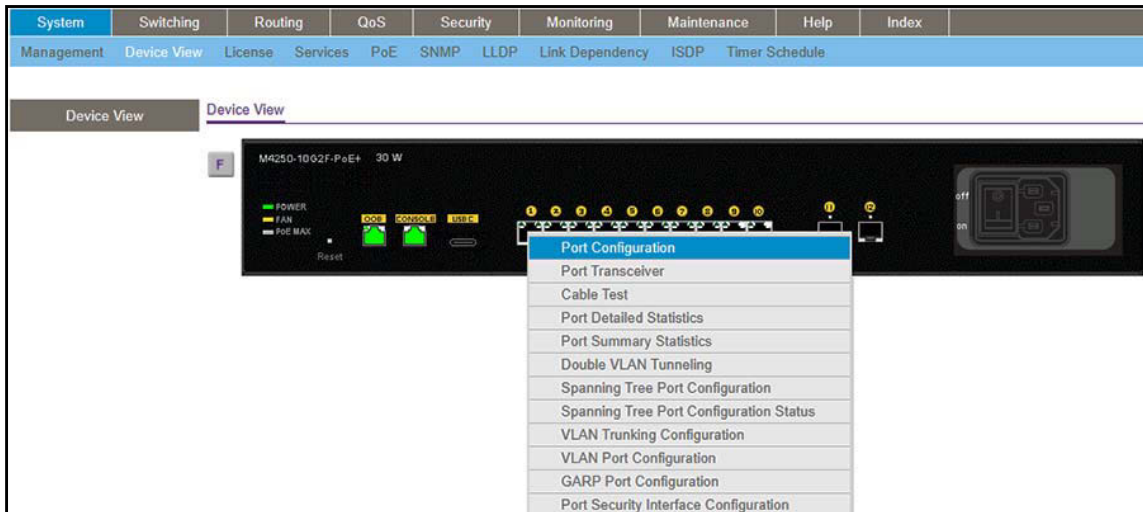 System Switching Routing QoS Security Monitoring Maintenance Help Index
Management Device View License Services PoE SNMP LLDP Link Dependency ISDP Timer Schedule
Device View
Device View
F
M4250-10G2F-PoE+ 30 W
POWER
FAN
PoE MAX
Reset
OOB CONSOLE USB C
1 2 3 4 5 6 7 8 9 10 11 12
off
on
Port Configuration
Port Transceiver
Cable Test
Port Detailed Statistics
Port Summary Statistics
Double VLAN Tunneling
Spanning Tree Port Configuration
Spanning Tree Port Configuration Status
VLAN Trunking Configuration
VLAN Port Configuration
GARP Port Configuration
Port Security Interface Configuration